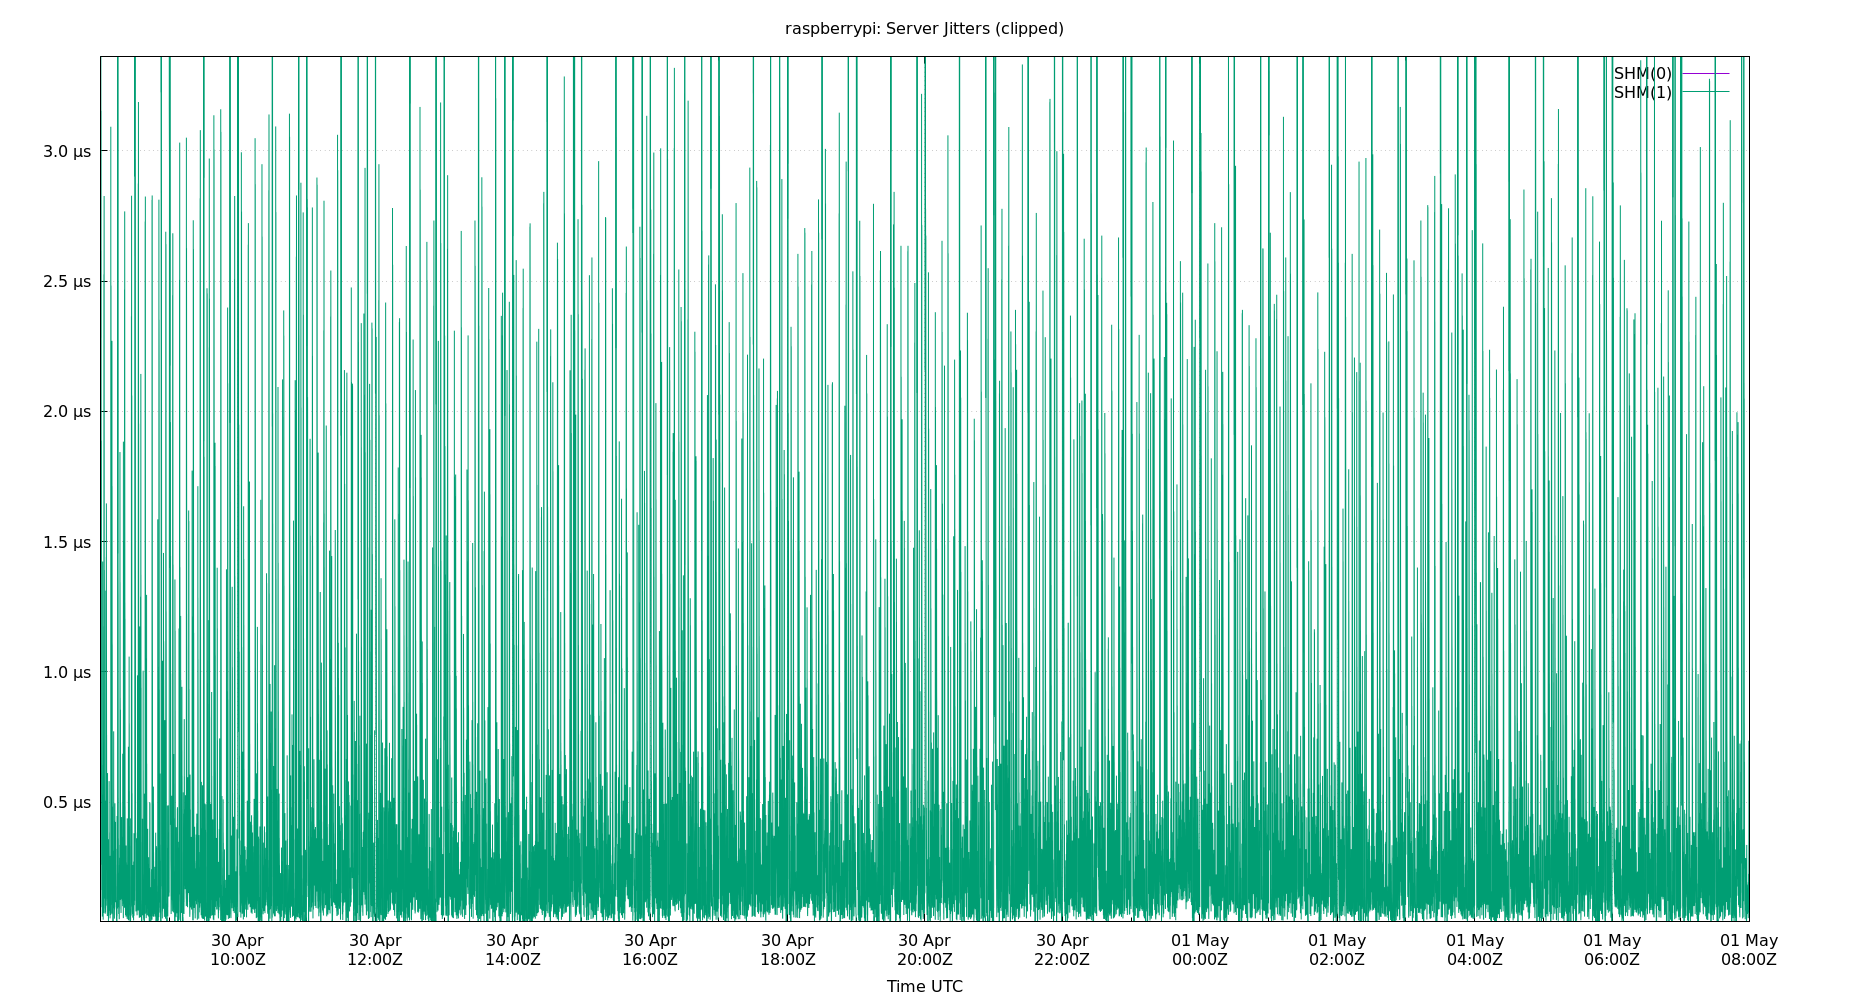 raspberrypi: Server Jitters (clipped)
SHM(0)
SHM(1)
3.0 µs
2.5 µs
2.0 µs
1.5 µs
1.0 µs
0.5 µs
30 Apr 30 Apr 30 Apr 30 Apr 30 Apr 30 Apr 30 Apr 01 May 01 May 01 May 01 May 01 May
10:00Z 12:00Z 14:00Z 16:00Z 18:00Z 20:00Z 22:00Z 00:00Z 02:00Z 04:00Z 06:00Z 08:00Z
Time UTC